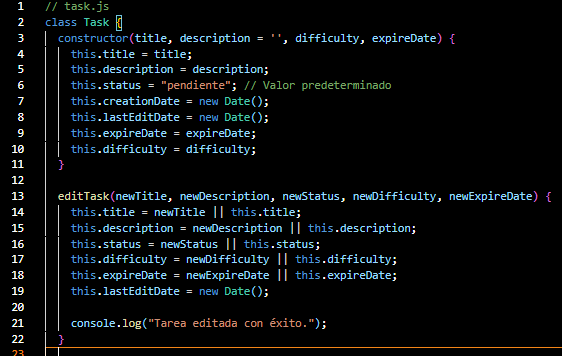 1 // task.js
2 class Task {
3 constructor(title, description = '', difficulty, expireDate) {
4 this.title = title;
5 this.description = description;
6 this.status = "pendiente"; // Valor predeterminado
7 this.creationDate = new Date();
8 this.lastEditDate = new Date();
9 this.expireDate = expireDate;
10 this.difficulty = difficulty;
11 }
12
13 editTask(newTitle, newDescription, newStatus, newDifficulty, newExpireDate) {
14 this.title = newTitle || this.title;
15 this.description = newDescription || this.description;
16 this.status = newStatus || this.status;
17 this.difficulty = newDifficulty || this.difficulty;
18 this.expireDate = newExpireDate || this.expireDate;
19 this.lastEditDate = new Date();
20
21 console.log("Tarea editada con éxito.");
22 }
23